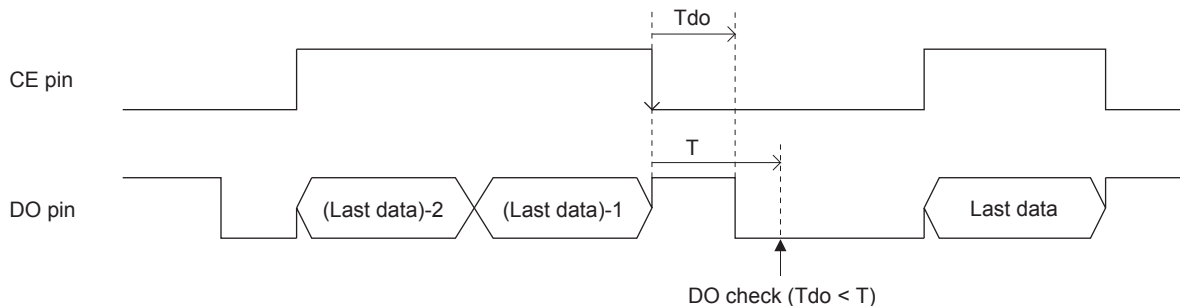 Tdo
CE pin
T
DO pin
(Last data)-2
(Last data)-1
Last data
DO check (Tdo < T)